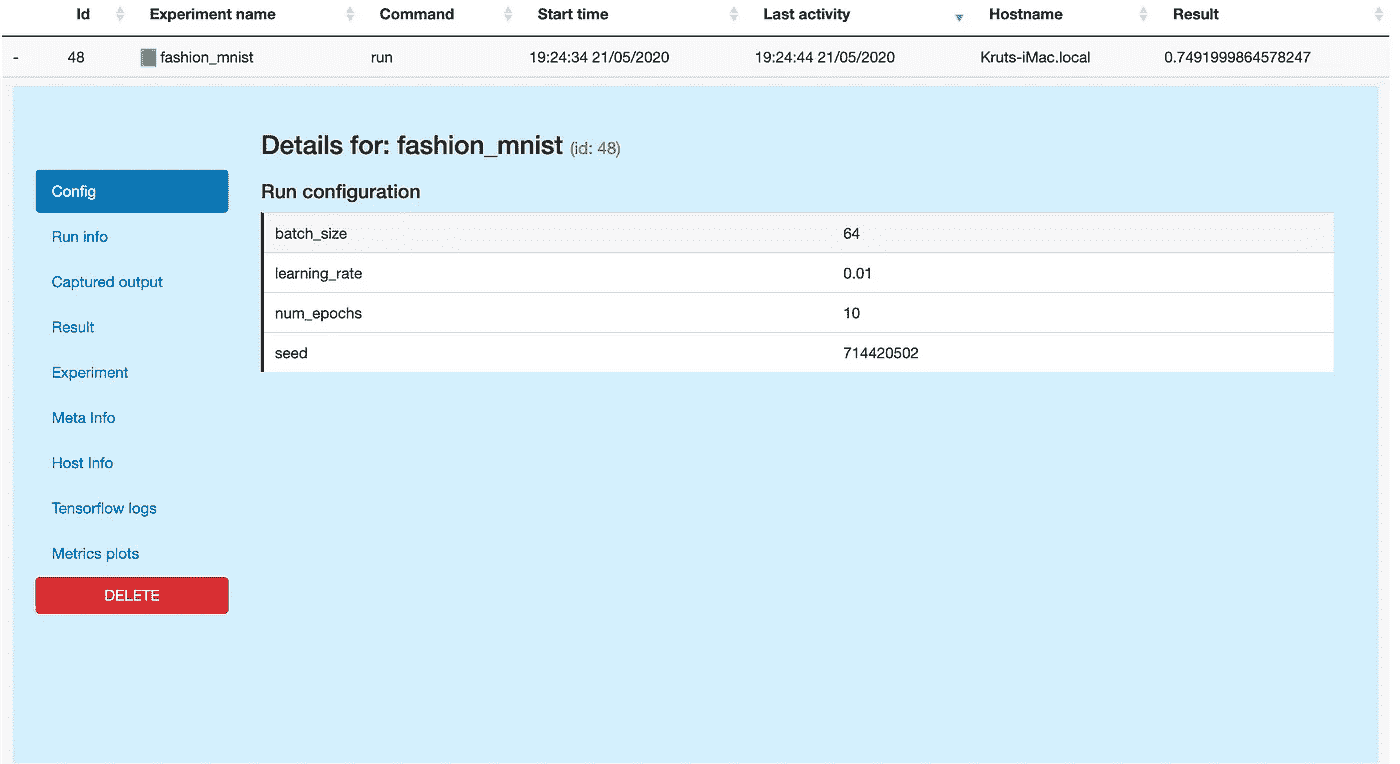 Id Experiment name Command Start time Last activity Hostname Result
- 48 fashion_mnist run 19:24:34 21/05/2020 19:24:44 21/05/2020 Kruts-iMac.local 0.7491999864578247
Details for: fashion_mnist (id: 48)
Config
Run configuration
batch_size 64
Run info
learning_rate 0.01
Captured output
num_epochs 10
Result
seed 714420502
Experiment
Meta Info
Host Info
Tensorflow logs
Metrics plots
DELETE